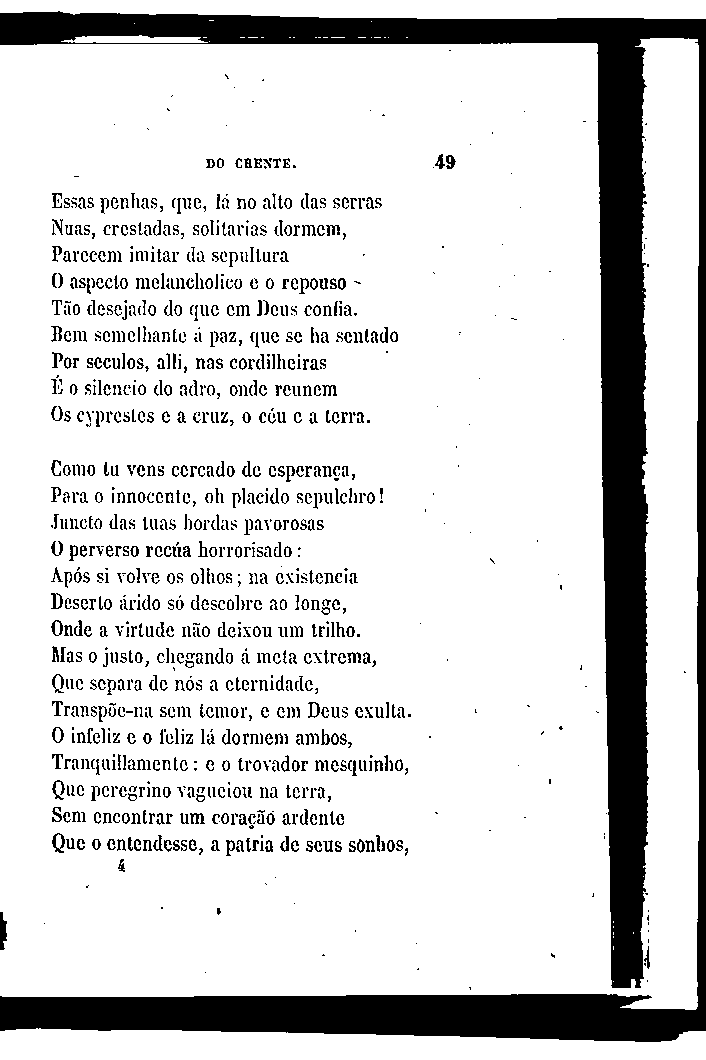 DO CRENTE. 49
Essas penhas, que, lá no alto das serras
Nuas, crestadas, solitarias dormem,
Parecem imitar da sepultura
O aspecto melancholico e o repouso
Tão desejado do que em Deus confia.
Bem semelhante á paz, que se ha sentado
Por seculos, alli, nas cordilheiras
É o silencio do adro, onde reunem
Os cyprestes e a cruz, o céu e a terra.

Como tu vens cercado de esperança,
Para o innocente, oh placido sepulchro!
Juncto das tuas bordas pavorosas
O perverso recúa horrorisado:
Após si volve os olhos; na existencia
Deserto árido só descobre ao longe,
Onde a virtude não deixou um trilho.
Mas o justo, chegando á meta extrema,
Que separa de nós a eternidade,
Transpõe-na sem temor, e em Deus exulta.
O infeliz e o feliz lá dormem ambos,
Tranquillamente: e o trovador mesquinho,
Que peregrino vagueiou na terra,
Sem encontrar um coração ardente
Que o entendesse, a patria de seus sonhos,
4